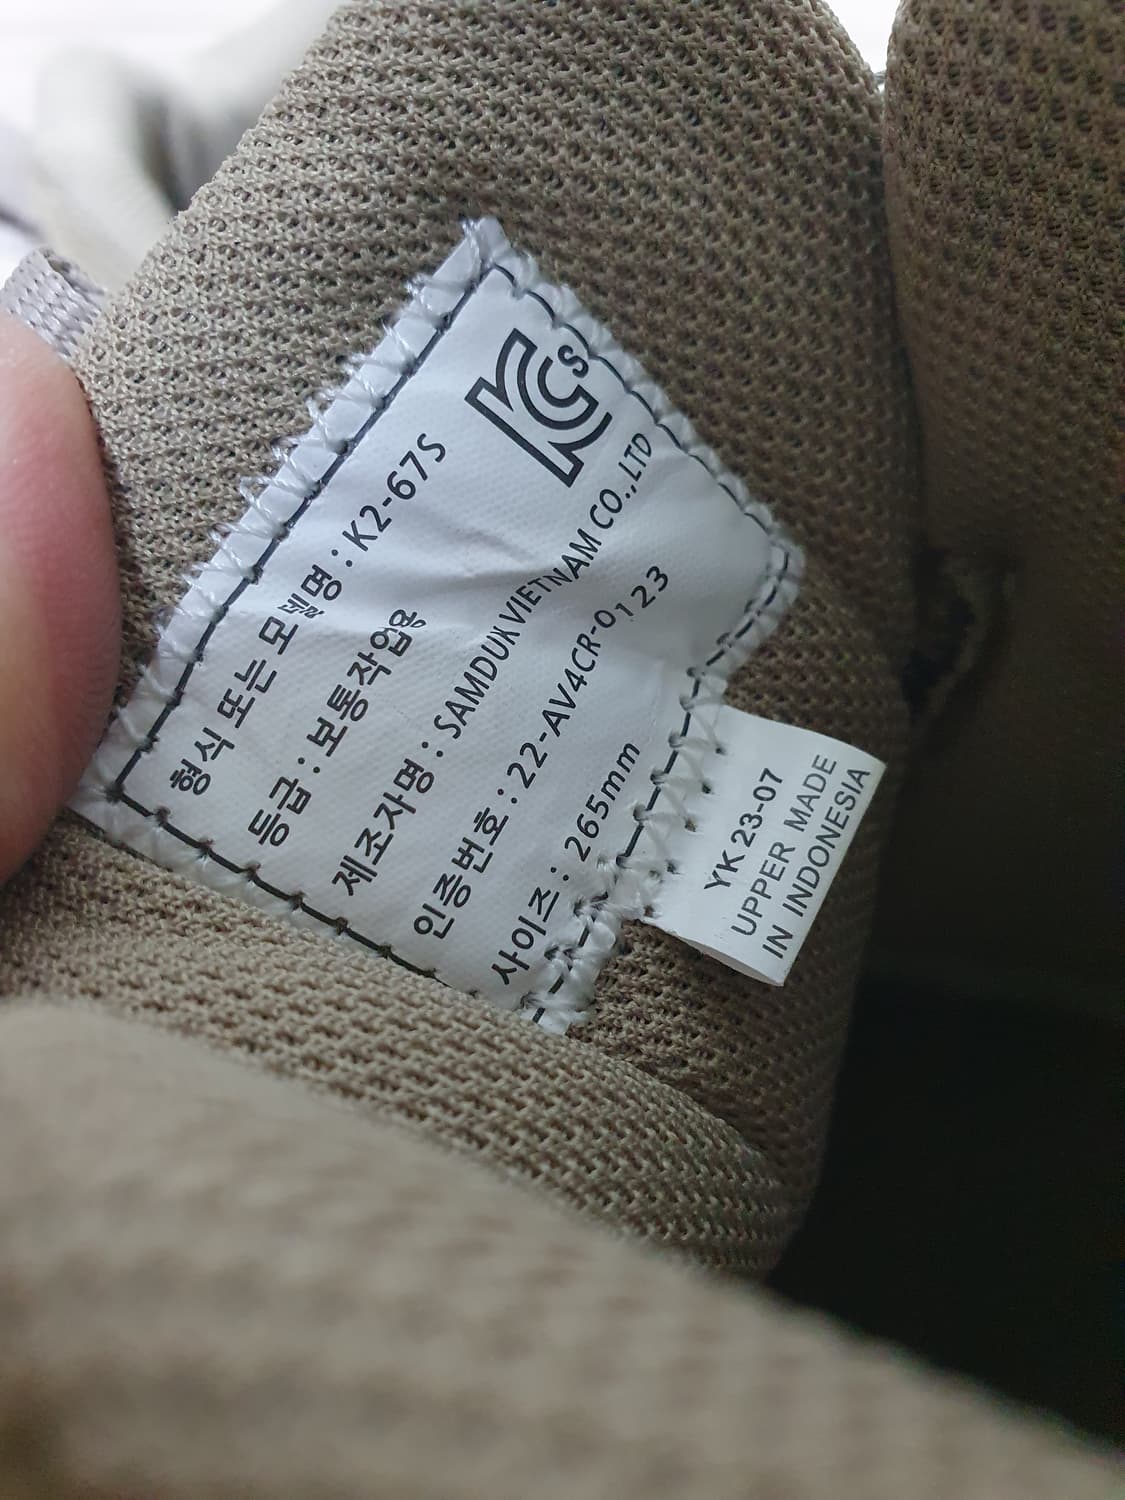 KCs
형식 또는 모델명 : K2-67S
등급 : 보통작업용
제조자명 : SAMDUK VIETNAM CO.,LTD
인증번호 : 22-AV4CR-0123
사이즈 : 265mm
YK 23-07
UPPER MADE
IN INDONESIA